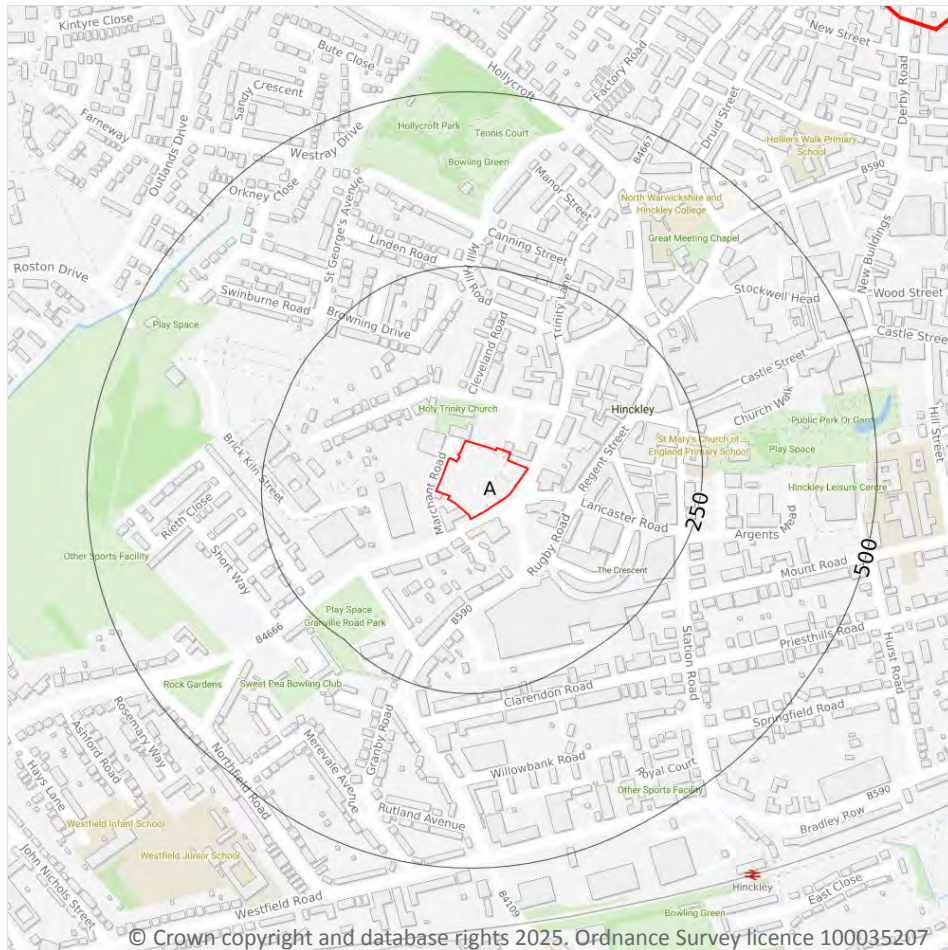 Kintyre Close
Bute Close
New Street
Hollycroft
Factory Road
Derby Road
Sandy
Crescent
Farneway
Hollycroft Park
Tennis Court
Druid Street
B4667
Holliers Walk Primary
School
Outlands Drive
Westray Drive
Bowling Green
B590
Manor Street
Orkney Close
St George's Avenue
North Warwickshire and
Hinckley College
Canning Street
Great Meeting Chapel
Linden Road
Mill Hill Road
New Buildings
Roston Drive
Swinburne Road
Stockwell Head
Wood Street
Trinity Lane
Browning Drive
Play Space
Castle Street
Cleveland Road
Castle Street
Holy Trinity Church
Hinckley
Church Walk
Public Park Or Garden
Hill Street
Brick Kiln Street
Marchant Road
Regent Street
St Mary's Church of
England Primary School
Play Space
A
Hinckley Leisure Centre
Rieth Close
Lancaster Road
250
Argents Mead
Other Sports Facility
Short Way
Rugby Road
500
The Crescent
Mount Road
Play Space
Granville Road Park
B590
B4666
Station Road
Priesthills Road
Hurst Road
Rock Gardens
Sweet Pea Bowling Club
Clarendon Road
Rosemary Way
Springfield Road
Ashford Road
Granby Road
Merevale Avenue
Northfield Road
Willowbank Road
Royal Court
Hays Lane
Other Sports Facility
B590
Rutland Avenue
Westfield Infant School
Bradley Row
Westfield Junior School
John Nichols Street
Hinckley
East Close
Westfield Road
B4109
Bowling Green
© Crown copyright and database rights 2025. Ordnance Survey licence 100035207